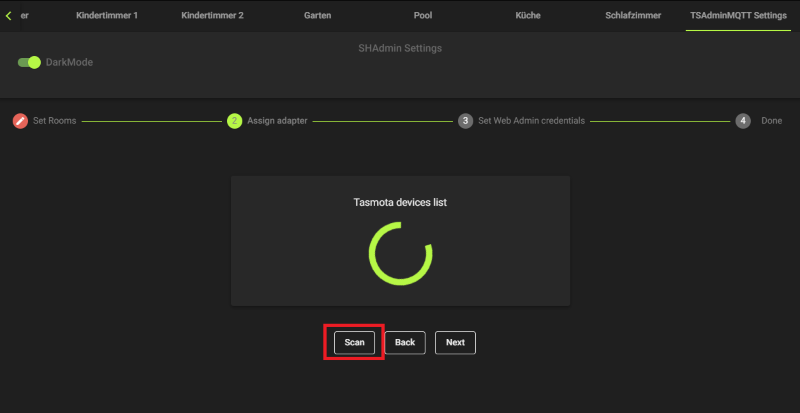 er Kindertimmer 1 Kindertimmer 2 Garten Pool Küche Schlafzimmer TSAdminMQTT Settings
SHAdmin Settings
DarkMode
Set Rooms 2 Assign adapter 3 Set Web Admin credentials 4 Done
Tasmota devices list
Scan Back Next